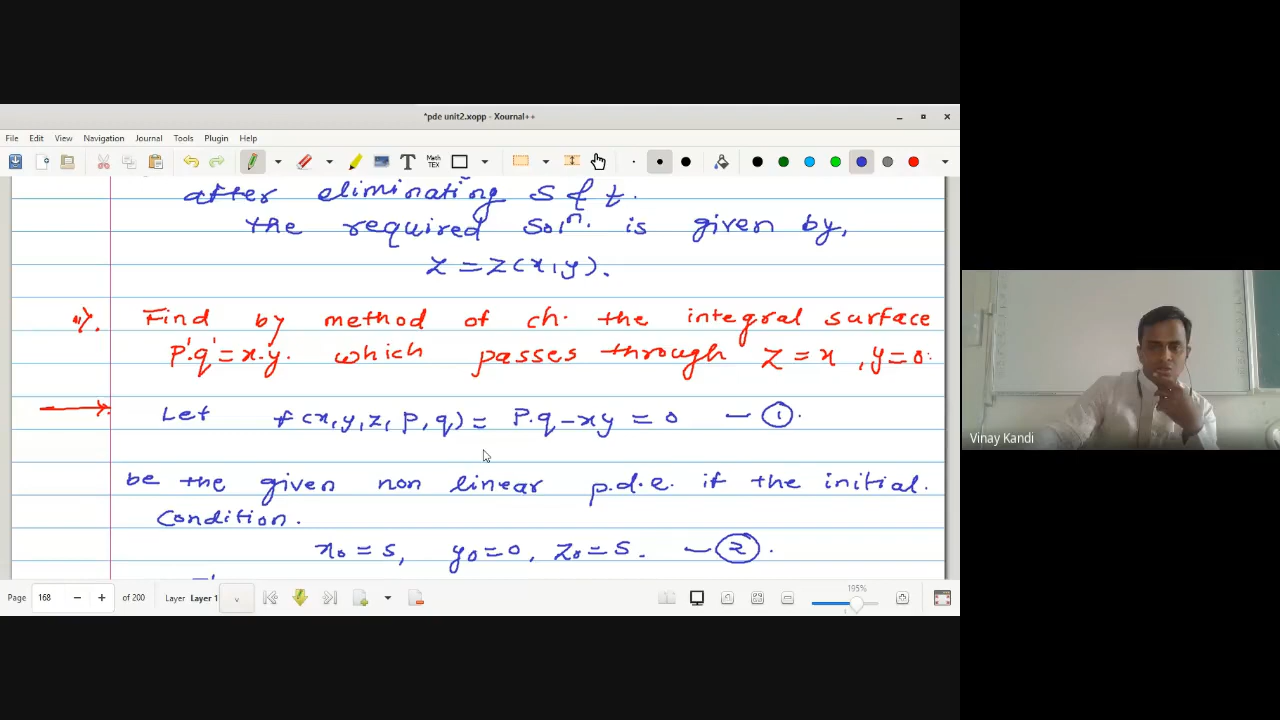 *pde unit2.xopp - Xournal++
File Edit View Navigation Journal Tools Plugin Help
after eliminating s & t.
the required soln. is given by,
z = z(x,y).
Find by method of ch. the integral surface
p.q = x.y. which passes through z = x, y = 0.
Let f(x,y,z,p,q) = p.q - xy = 0 - ①.
be the given non linear p.d.e. if the initial.
condition.
x0 = s, y0 = 0, z0 = s. - ②.
Page 168 of 200 Layer Layer 1 195%
Vinay Kandi